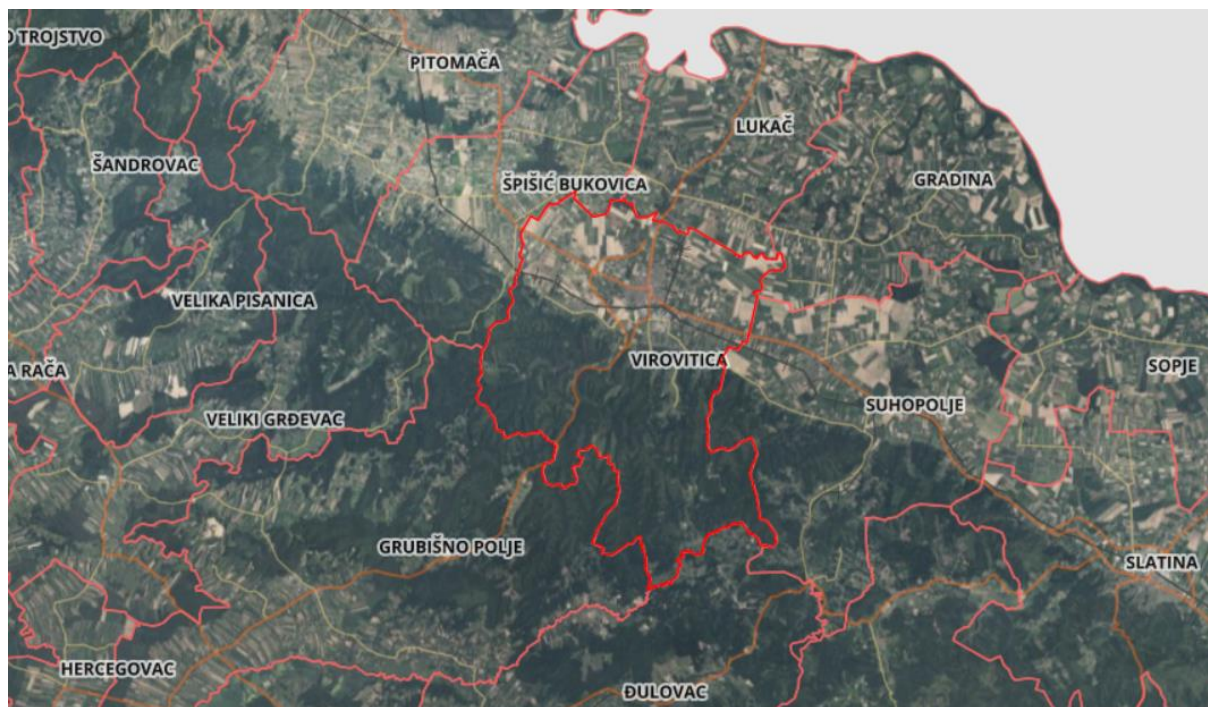 O TROJSTVO
PITOMAČA
LUKAČ
ŠANDROVAC
ŠPIŠIĆ BUKOVICA
GRADINA
VELIKA PISANICA
VIROVITICA
SOPJE
A RAČA
SUHOPOLJE
VELIKI GRĐEVAC
GRUBIŠNO POLJE
SLATINA
HERCEGOVAC
ĐULOVAC